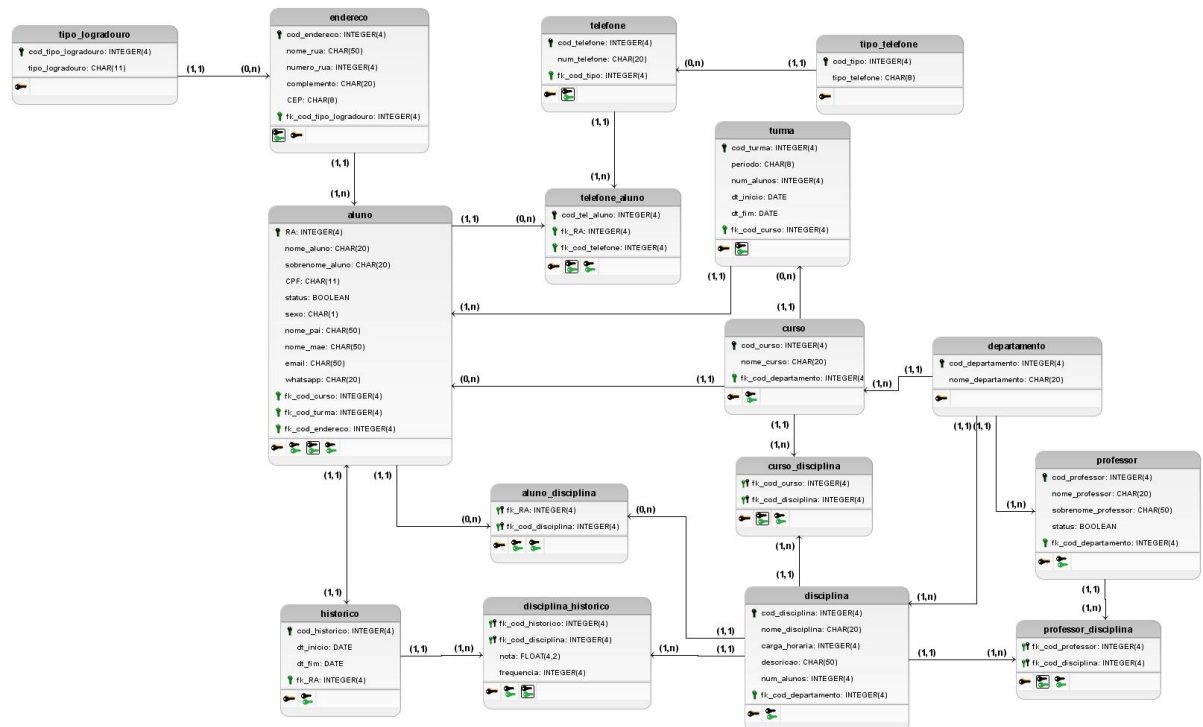 tipo_logradouro
cod_tipo_logradouro: INTEGER(4)
tipo_logradouro: CHAR(11)
(1,1)
(0,n)
endereco
cod_endereco: INTEGER(4)
nome_rua: CHAR(50)
numero_rua: INTEGER(4)
complemento: CHAR(20)
CEP: CHAR(8)
fk_cod_tipo_logradouro: INTEGER(4)
(1,1)
(1,n)
telefone
cod_telefone: INTEGER(4)
num_telefone: CHAR(20)
fk_cod_tipo: INTEGER(4)
(0,n)
(1,1)
tipo_telefone
cod_tipo: INTEGER(4)
tipo_telefone: CHAR(8)
(1,1)
(1,n)
telefone_aluno
cod_tel_aluno: INTEGER(4)
fk_RA: INTEGER(4)
fk_cod_telefone: INTEGER(4)
turma
cod_turma: INTEGER(4)
periodo: CHAR(8)
num_alunos: INTEGER(4)
dt_inicio: DATE
dt_fim: DATE
fk_cod_curso: INTEGER(4)
(1,1)
(0,n)
(1,1)
aluno
RA: INTEGER(4)
nome_aluno: CHAR(20)
sobrenome_aluno: CHAR(20)
CPF: CHAR(11)
status: BOOLEAN
sexo: CHAR(1)
nome_pai: CHAR(50)
nome_mae: CHAR(50)
email: CHAR(50)
whatsapp: CHAR(20)
fk_cod_curso: INTEGER(4)
fk_cod_turma: INTEGER(4)
fk_cod_endereco: INTEGER(4)
(1,1)
(0,n)
(1,n)
(0,n)
(1,1)
curso
cod_curso: INTEGER(4)
nome_curso: CHAR(20)
fk_cod_departamento: INTEGER(4
(1,n)
(1,1)
departamento
cod_departamento: INTEGER(4)
nome_departamento: CHAR(20)
(1,1)
(1,1)
(1,1)
(1,n)
curso_disciplina
fk_cod_curso: INTEGER(4)
fk_cod_disciplina: INTEGER(4)
(1,n)
(1,1)
professor
cod_professor: INTEGER(4)
nome_professor: CHAR(20)
sobrenome_professor: CHAR(50)
status: BOOLEAN
fk_cod_departamento: INTEGER(4)
(1,n)
(1,1)
(1,n)
(1,1)
(1,1)
aluno_disciplina
fk_RA: INTEGER(4)
fk_cod_disciplina: INTEGER(4)
(0,n)
(0,n)
(1,1)
historico
cod_historico: INTEGER(4)
dt_inicio: DATE
dt_fim: DATE
fk_RA: INTEGER(4)
(1,1)
(1,n)
disciplina_historico
fk_cod_historico: INTEGER(4)
fk_cod_disciplina: INTEGER(4)
nota: FLOAT(4,2)
frequencia: INTEGER(4)
(1,n)
(1,1)
(1,1)
disciplina
cod_disciplina: INTEGER(4)
nome_disciplina: CHAR(20)
carga_horaria: INTEGER(4)
descricao: CHAR(50)
num_alunos: INTEGER(4)
fk_cod_departamento: INTEGER(4)
(1,n)
(1,1)
(1,n)
professor_disciplina
fk_cod_professor: INTEGER(4)
fk_cod_disciplina: INTEGER(4)